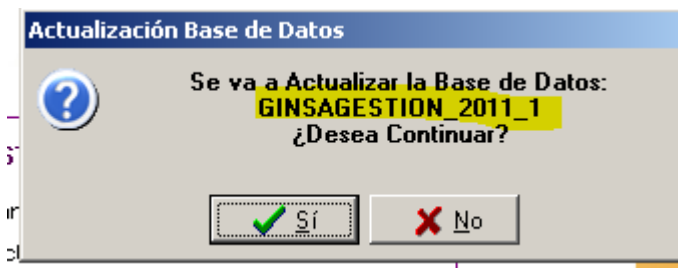 Actualización Base de Datos
Se va a Actualizar la Base de Datos:
GINSAGESTION_2011_1
¿Desea Continuar?
Sí
No